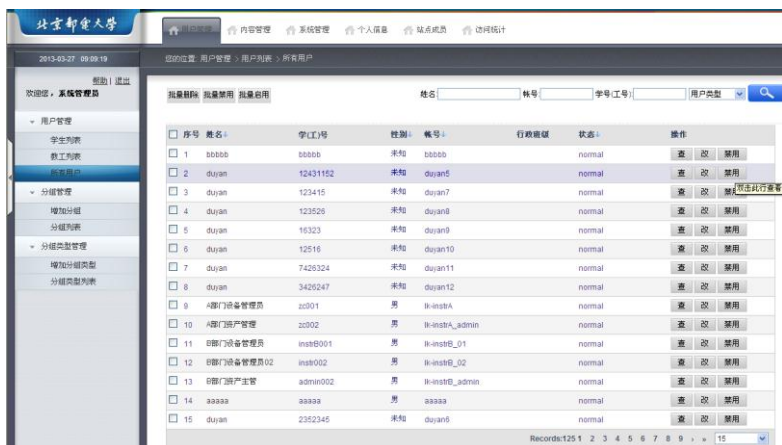 北京邮电大学
用户管理 内容管理 系统管理 个人信息 站点成员 访问统计
2013-03-27 09:09:19
您的位置 用户管理 > 用户列表 > 所有用户
帮助 | 退出
欢迎您，系统管理员
批量删除 批量禁用 批量启用 姓名: 帐号: 学号(工号): 用户类型
用户管理
学生列表
教工列表
所有用户
分组管理
增加分组
分组列表
分组类型管理
增加分组类型
分组类型列表
序号 姓名 学(工)号 性别 帐号 行政班级 状态 操作
1 bbbbb bbbbb 未知 bbbbb normal 查 改 禁用
2 duyan 12431152 未知 duyan5 normal 查 改 禁用
双击此行查看
3 duyan 123415 未知 duyan7 normal 查 改
4 duyan 123526 未知 duyan8 normal 查 改 禁用
5 duyan 16323 未知 duyan9 normal 查 改 禁用
6 duyan 12516 未知 duyan10 normal 查 改 禁用
7 duyan 7426324 未知 duyan11 normal 查 改 禁用
8 duyan 3426247 未知 duyan12 normal 查 改 禁用
9 A部门设备管理员 zc001 男 lk-instrA normal 查 改 禁用
10 A部门资产管理 zc002 男 lk-instrA_admin normal 查 改 禁用
11 B部门设备管理员 instrB001 男 lk-instrB_01 normal 查 改 禁用
12 B部门设备管理员02 instr002 男 lk-instrB_02 normal 查 改 禁用
13 B部门资产主管 admin002 男 lk-instrB_admin normal 查 改 禁用
14 aaaaa aaaaa 男 aaaaa normal 查 改 禁用
15 duyan 2352345 未知 duyan6 normal 查 改 禁用
Records:125 1 2 3 4 5 6 7 8 9 › » 15